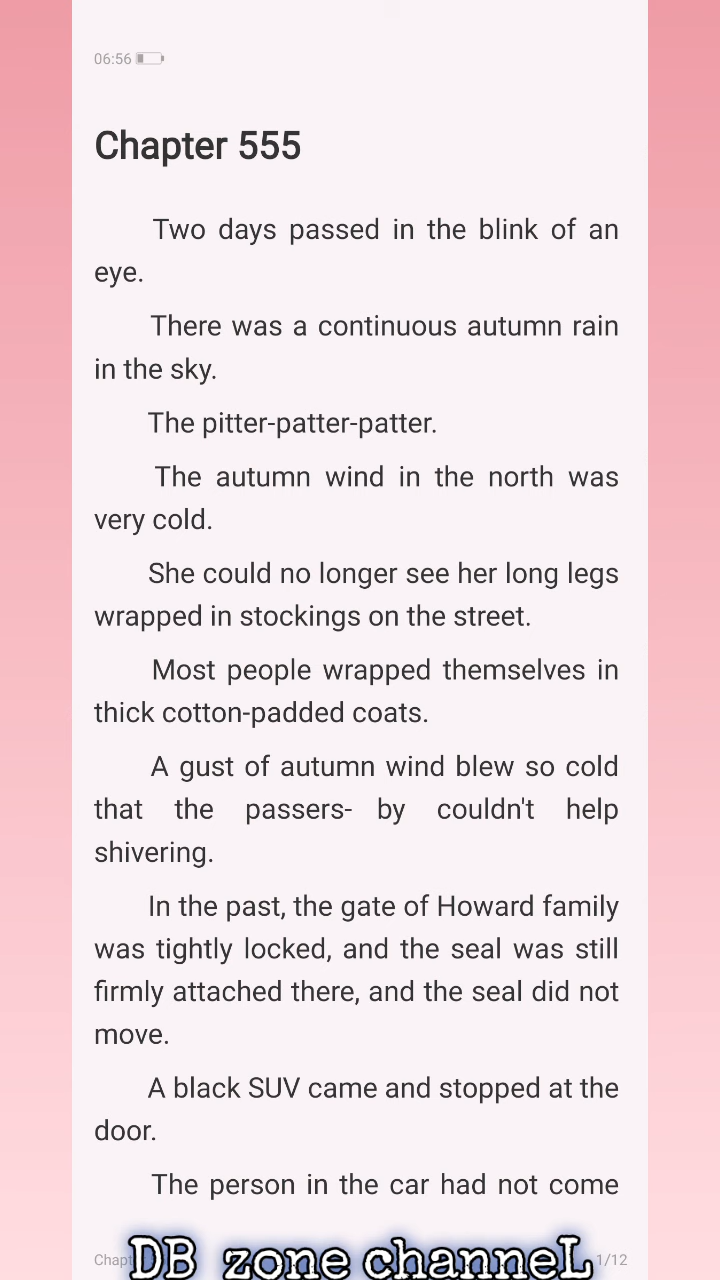 06:56
Chapter 555
Two days passed in the blink of an
eye.
There was a continuous autumn rain
in the sky.
The pitter-patter-patter.
The autumn wind in the north was
very cold.
She could no longer see her long legs
wrapped in stockings on the street.
Most people wrapped themselves in
thick cotton-padded coats.
A gust of autumn wind blew so cold
that the passers- by couldn't help
shivering.
In the past, the gate of Howard family
was tightly locked, and the seal was still
firmly attached there, and the seal did not
move.
A black SUV came and stopped at the
door.
The person in the car had not come
DB zone channeL
1/12